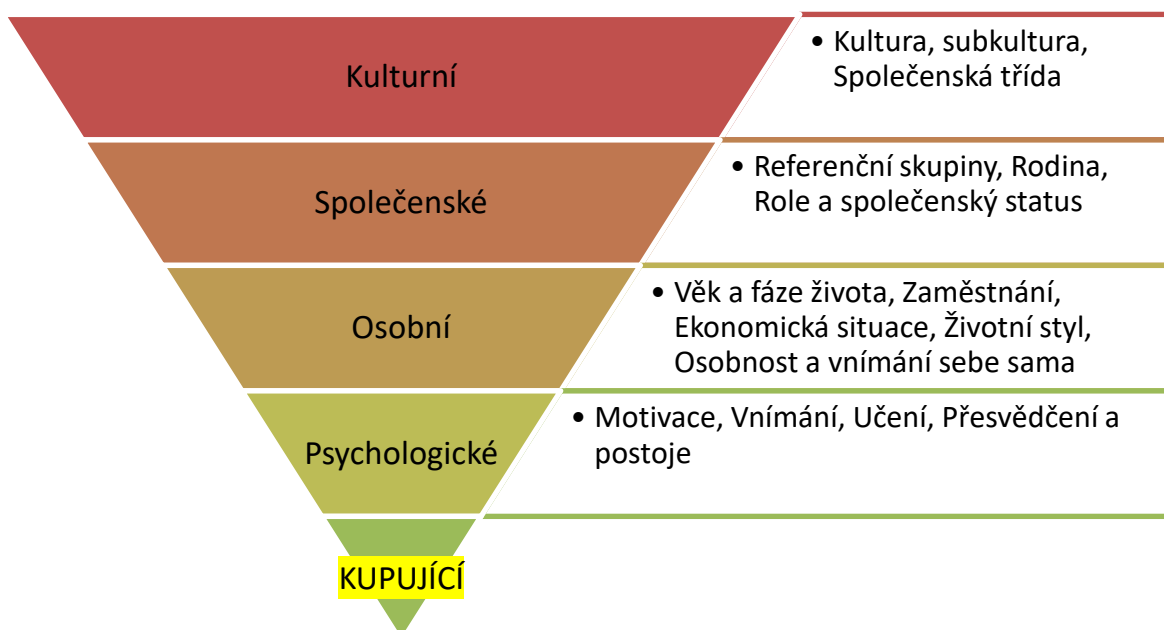 Kulturní
• Kultura, subkultura,
Společenská třída
Společenské
• Referenční skupiny, Rodina,
Role a společenský status
Osobní
• Věk a fáze života, Zaměstnání,
Ekonomická situace, Životní styl,
Osobnost a vnímání sebe sama
Psychologické
• Motivace, Vnímání, Učení, Přesvědčení a
postoje
KUPUJÍCÍ